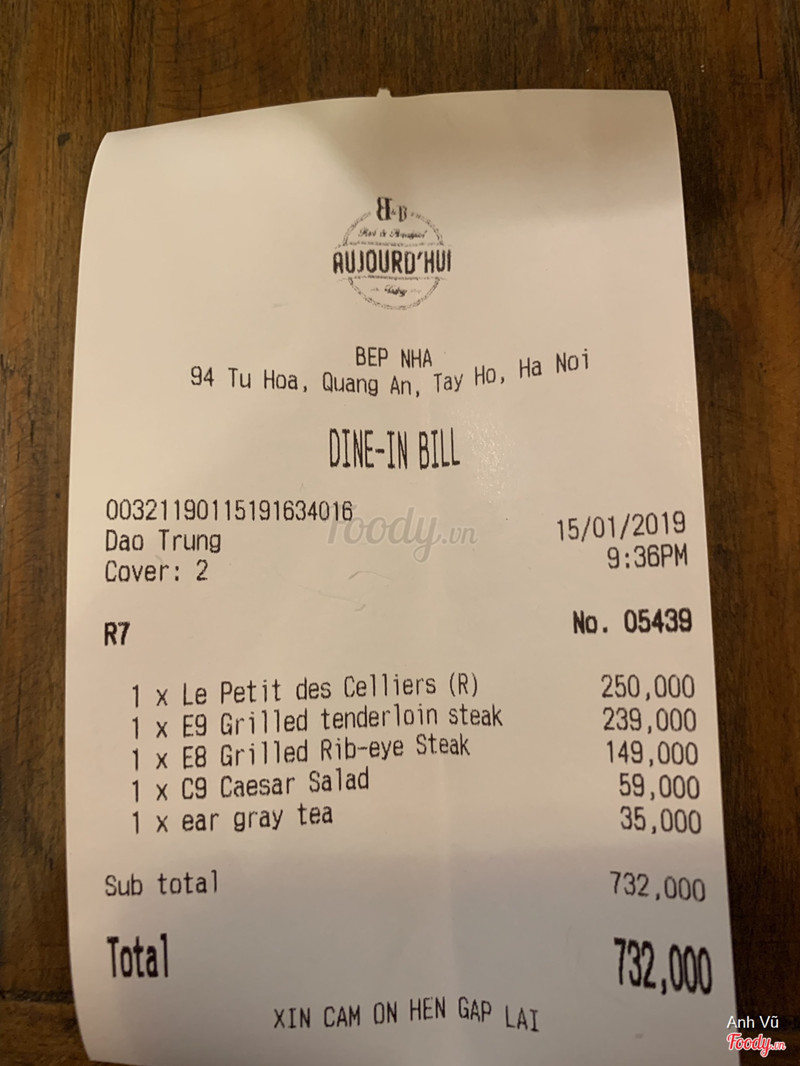 B&B
AUJOURD'HUI
BEP NHA
94 Tu Hoa, Quang An, Tay Ho, Ha Noi
DINE-IN BILL
00321190115191634016
Dao Trung
15/01/2019
Cover: 2
9:36PM
R7
No. 05439
1 x Le Petit des Celliers (R) 250,000
1 x E9 Grilled tenderloin steak 239,000
1 x E8 Grilled Rib-eye Steak 149,000
1 x C9 Caesar Salad 59,000
1 x ear gray tea 35,000
Sub total 732,000
Total 732,000
XIN CAM ON HEN GAP LAI
foody.vn
Anh Vũ
Foody.vn